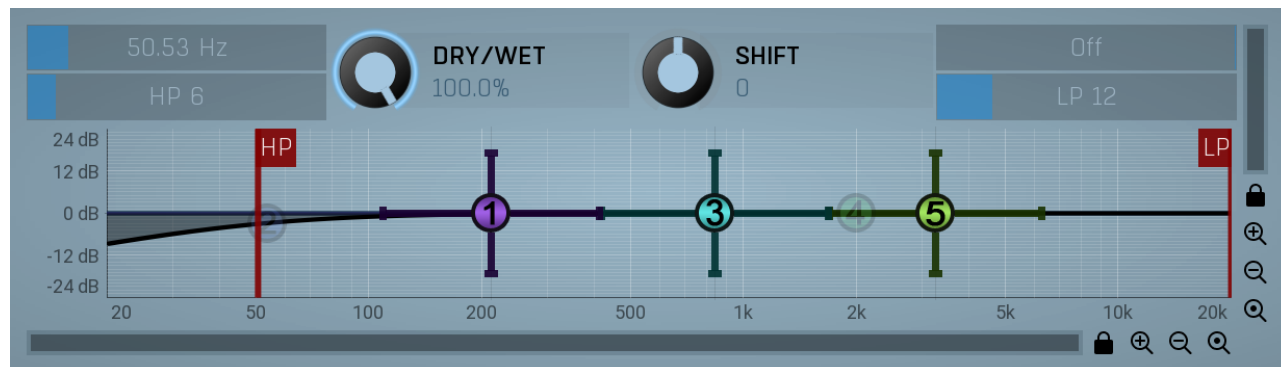 50.53 Hz
HP 6
DRY/WET
100.0%
SHIFT
0
Off
LP 12
24 dB
12 dB
0 dB
-12 dB
-24 dB
HP
LP
2
1
3
4
5
20 50 100 200 500 1k 2k 5k 10k 20k